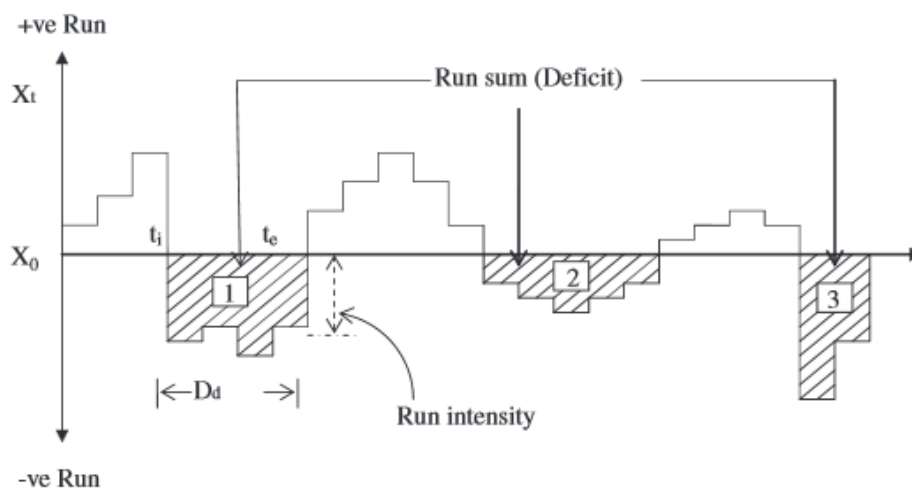 +ve Run
Xt
Run sum (Deficit)
ti
te
X0
1
2
3
Dd
Run intensity
-ve Run